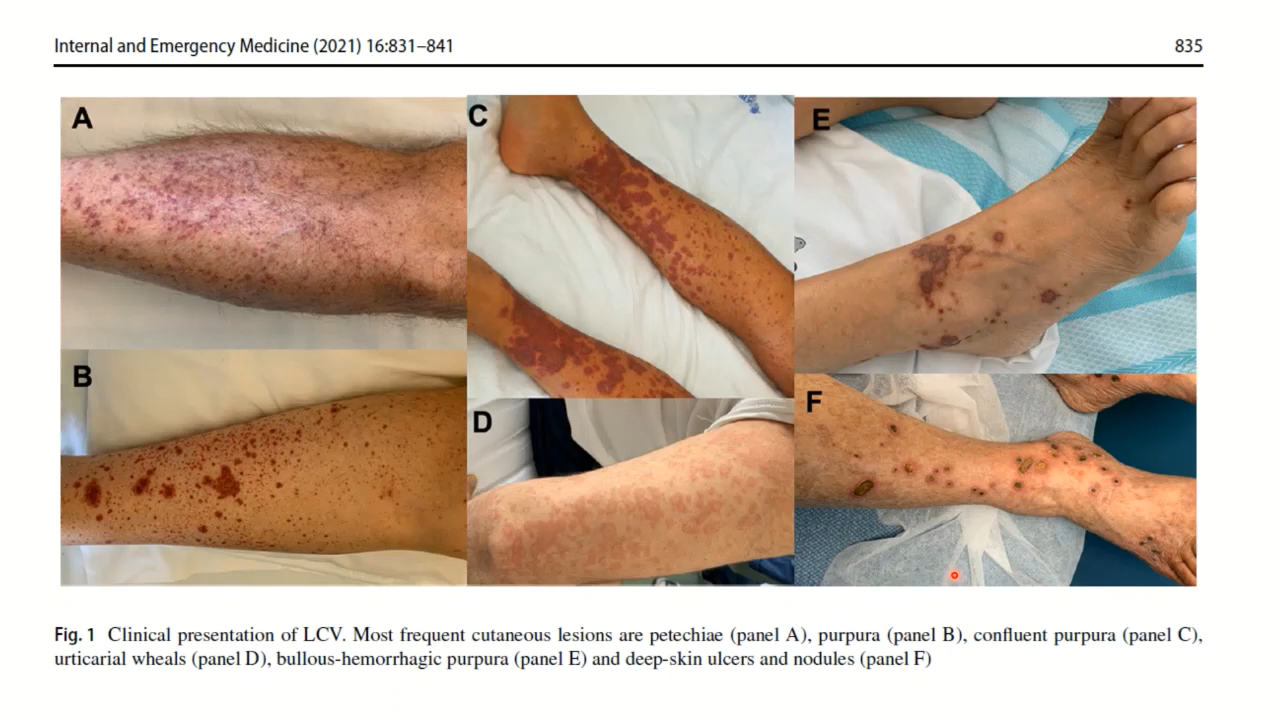 Internal and Emergency Medicine (2021) 16:831–841 835
A
C
E
B
D
F
Fig. 1 Clinical presentation of LCV. Most frequent cutaneous lesions are petechiae (panel A), purpura (panel B), confluent purpura (panel C),
urticarial wheals (panel D), bullous-hemorrhagic purpura (panel E) and deep-skin ulcers and nodules (panel F)